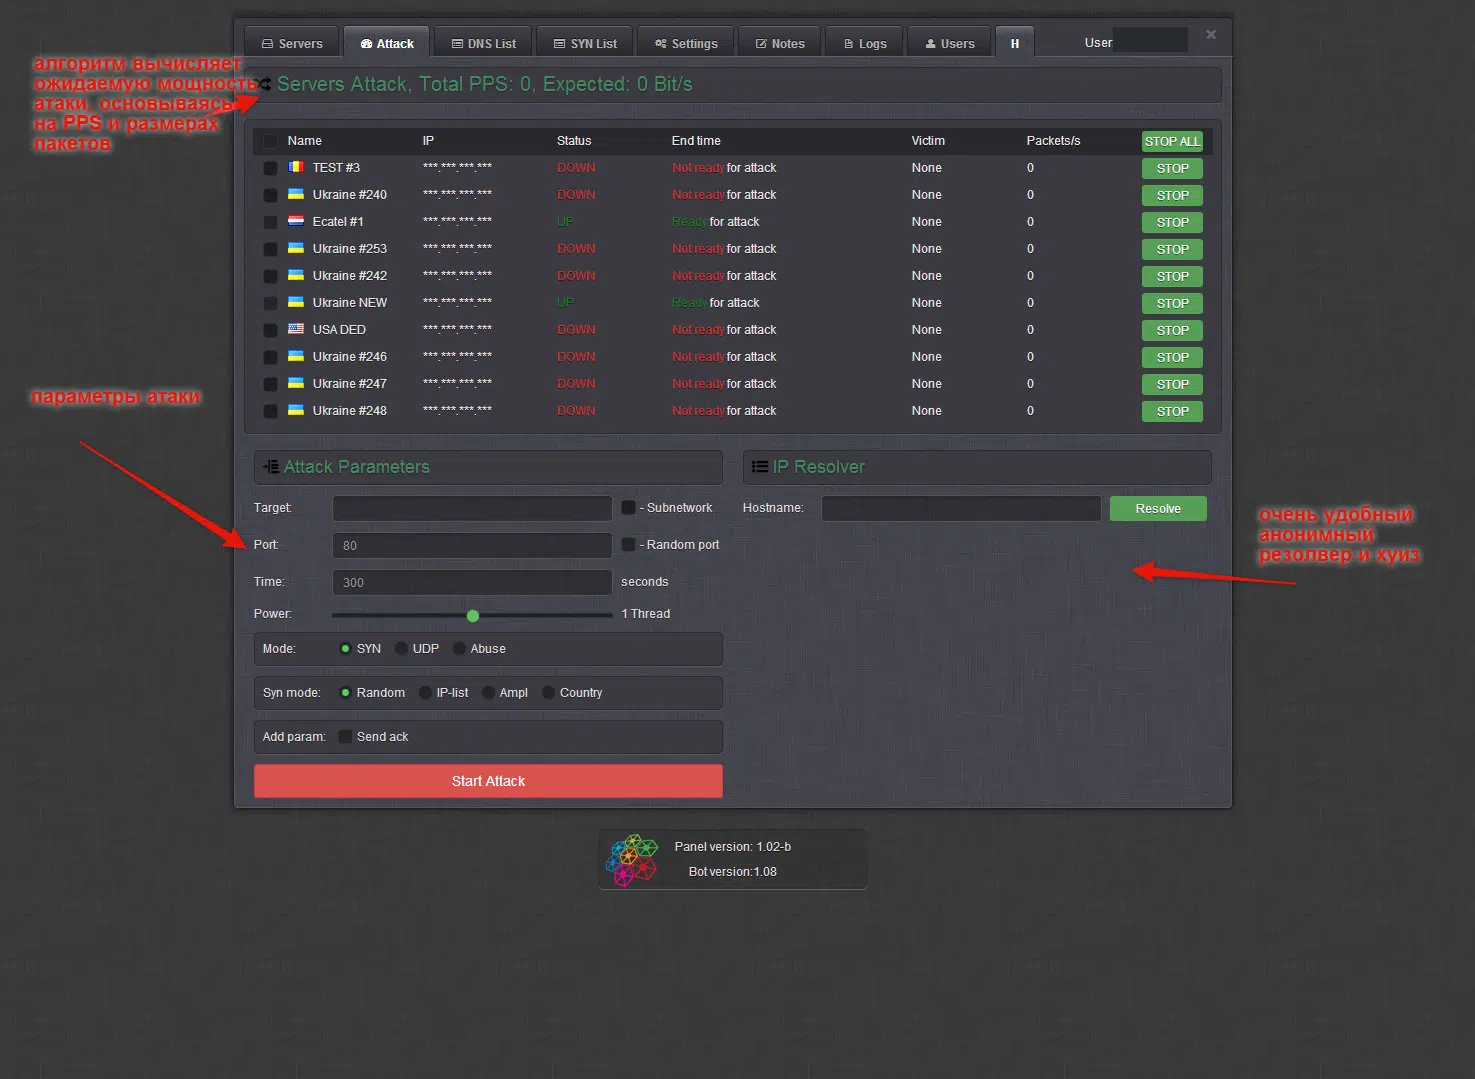 Servers
Attack
DNS List
SYN List
Settings
Notes
Logs
Users
H
User
×
алгоритм вычисляет
ожидаемую мощность
атаки, основываясь
на PPS и размерах
пакетов
Servers Attack, Total PPS: 0, Expected: 0 Bit/s
Name IP Status End time Victim Packets/s STOP ALL
TEST #3 ***.***.***.*** DOWN Not ready for attack None 0 STOP
Ukraine #240 ***.***.***.*** DOWN Not ready for attack None 0 STOP
Ecatel #1 ***.***.***.*** UP Ready for attack None 0 STOP
Ukraine #253 ***.***.***.*** DOWN Not ready for attack None 0 STOP
Ukraine #242 ***.***.***.*** DOWN Not ready for attack None 0 STOP
Ukraine NEW ***.***.***.*** UP Ready for attack None 0 STOP
USA DED ***.***.***.*** DOWN Not ready for attack None 0 STOP
Ukraine #246 ***.***.***.*** DOWN Not ready for attack None 0 STOP
Ukraine #247 ***.***.***.*** DOWN Not ready for attack None 0 STOP
Ukraine #248 ***.***.***.*** DOWN Not ready for attack None 0 STOP
параметры атаки
Attack Parameters
Target: - Subnetwork
Port: 80 - Random port
Time: 300 seconds
Power: 1 Thread
Mode: SYN UDP Abuse
Syn mode: Random IP-list Ampl Country
Add param: Send ack
Start Attack
IP Resolver
Hostname: Resolve
очень удобный
анонимный
резолвер и хуиз
Panel version: 1.02-b
Bot version:1.08